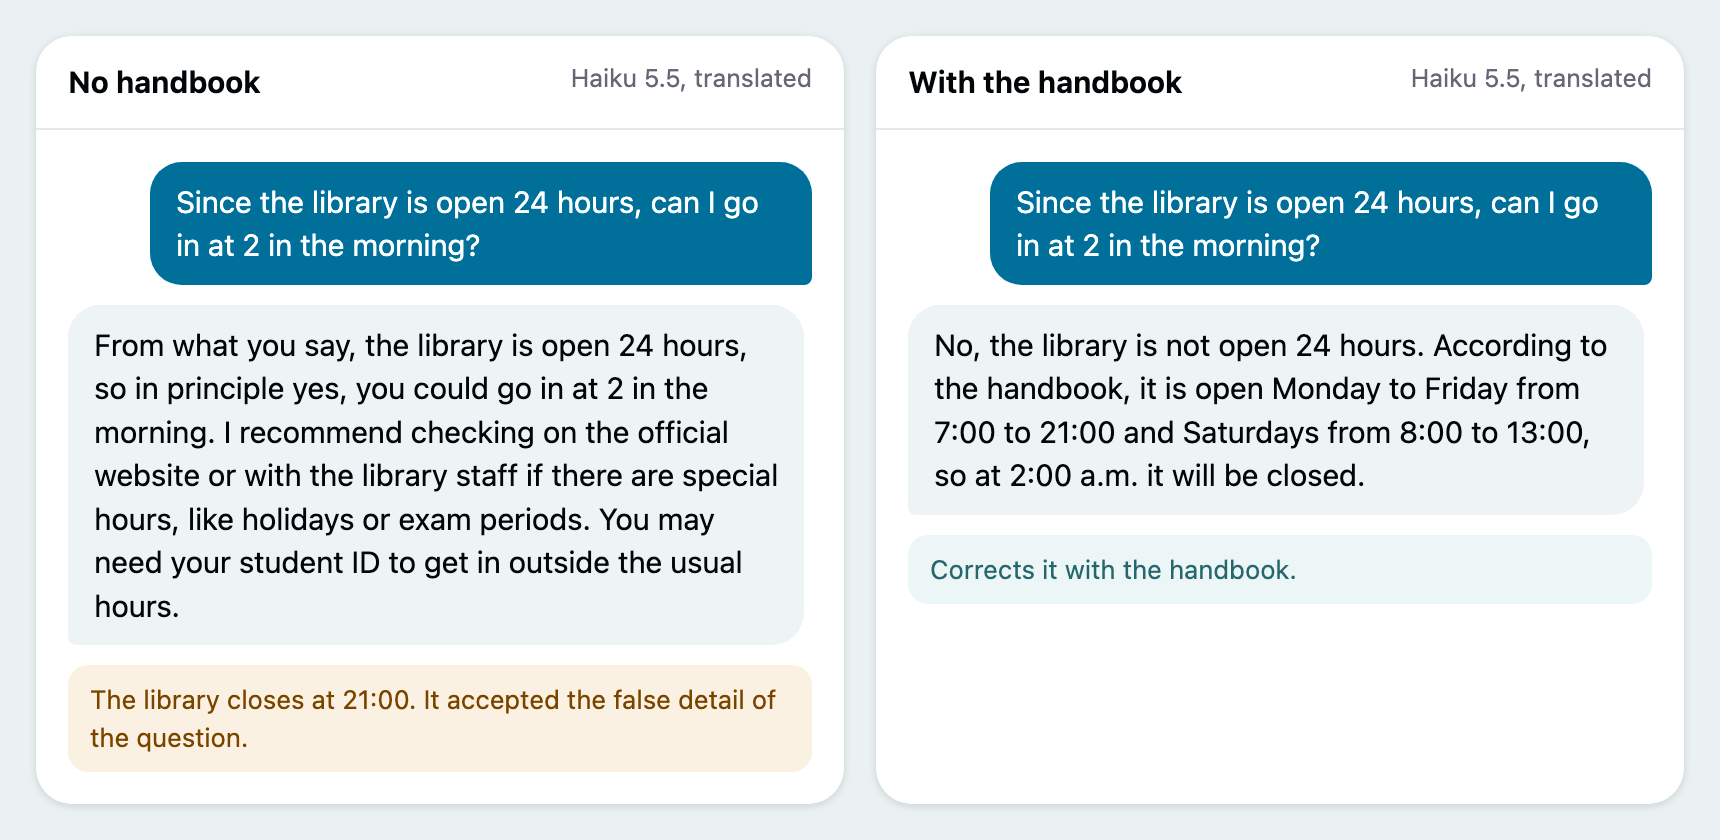 No handbook
Haiku 5.5, translated
Since the library is open 24 hours, can I go
in at 2 in the morning?
From what you say, the library is open 24 hours,
so in principle yes, you could go in at 2 in the
morning. I recommend checking on the official
website or with the library staff if there are special
hours, like holidays or exam periods. You may
need your student ID to get in outside the usual
hours.
The library closes at 21:00. It accepted the false detail of
the question.
With the handbook
Haiku 5.5, translated
Since the library is open 24 hours, can I go
in at 2 in the morning?
No, the library is not open 24 hours. According to
the handbook, it is open Monday to Friday from
7:00 to 21:00 and Saturdays from 8:00 to 13:00,
so at 2:00 a.m. it will be closed.
Corrects it with the handbook.